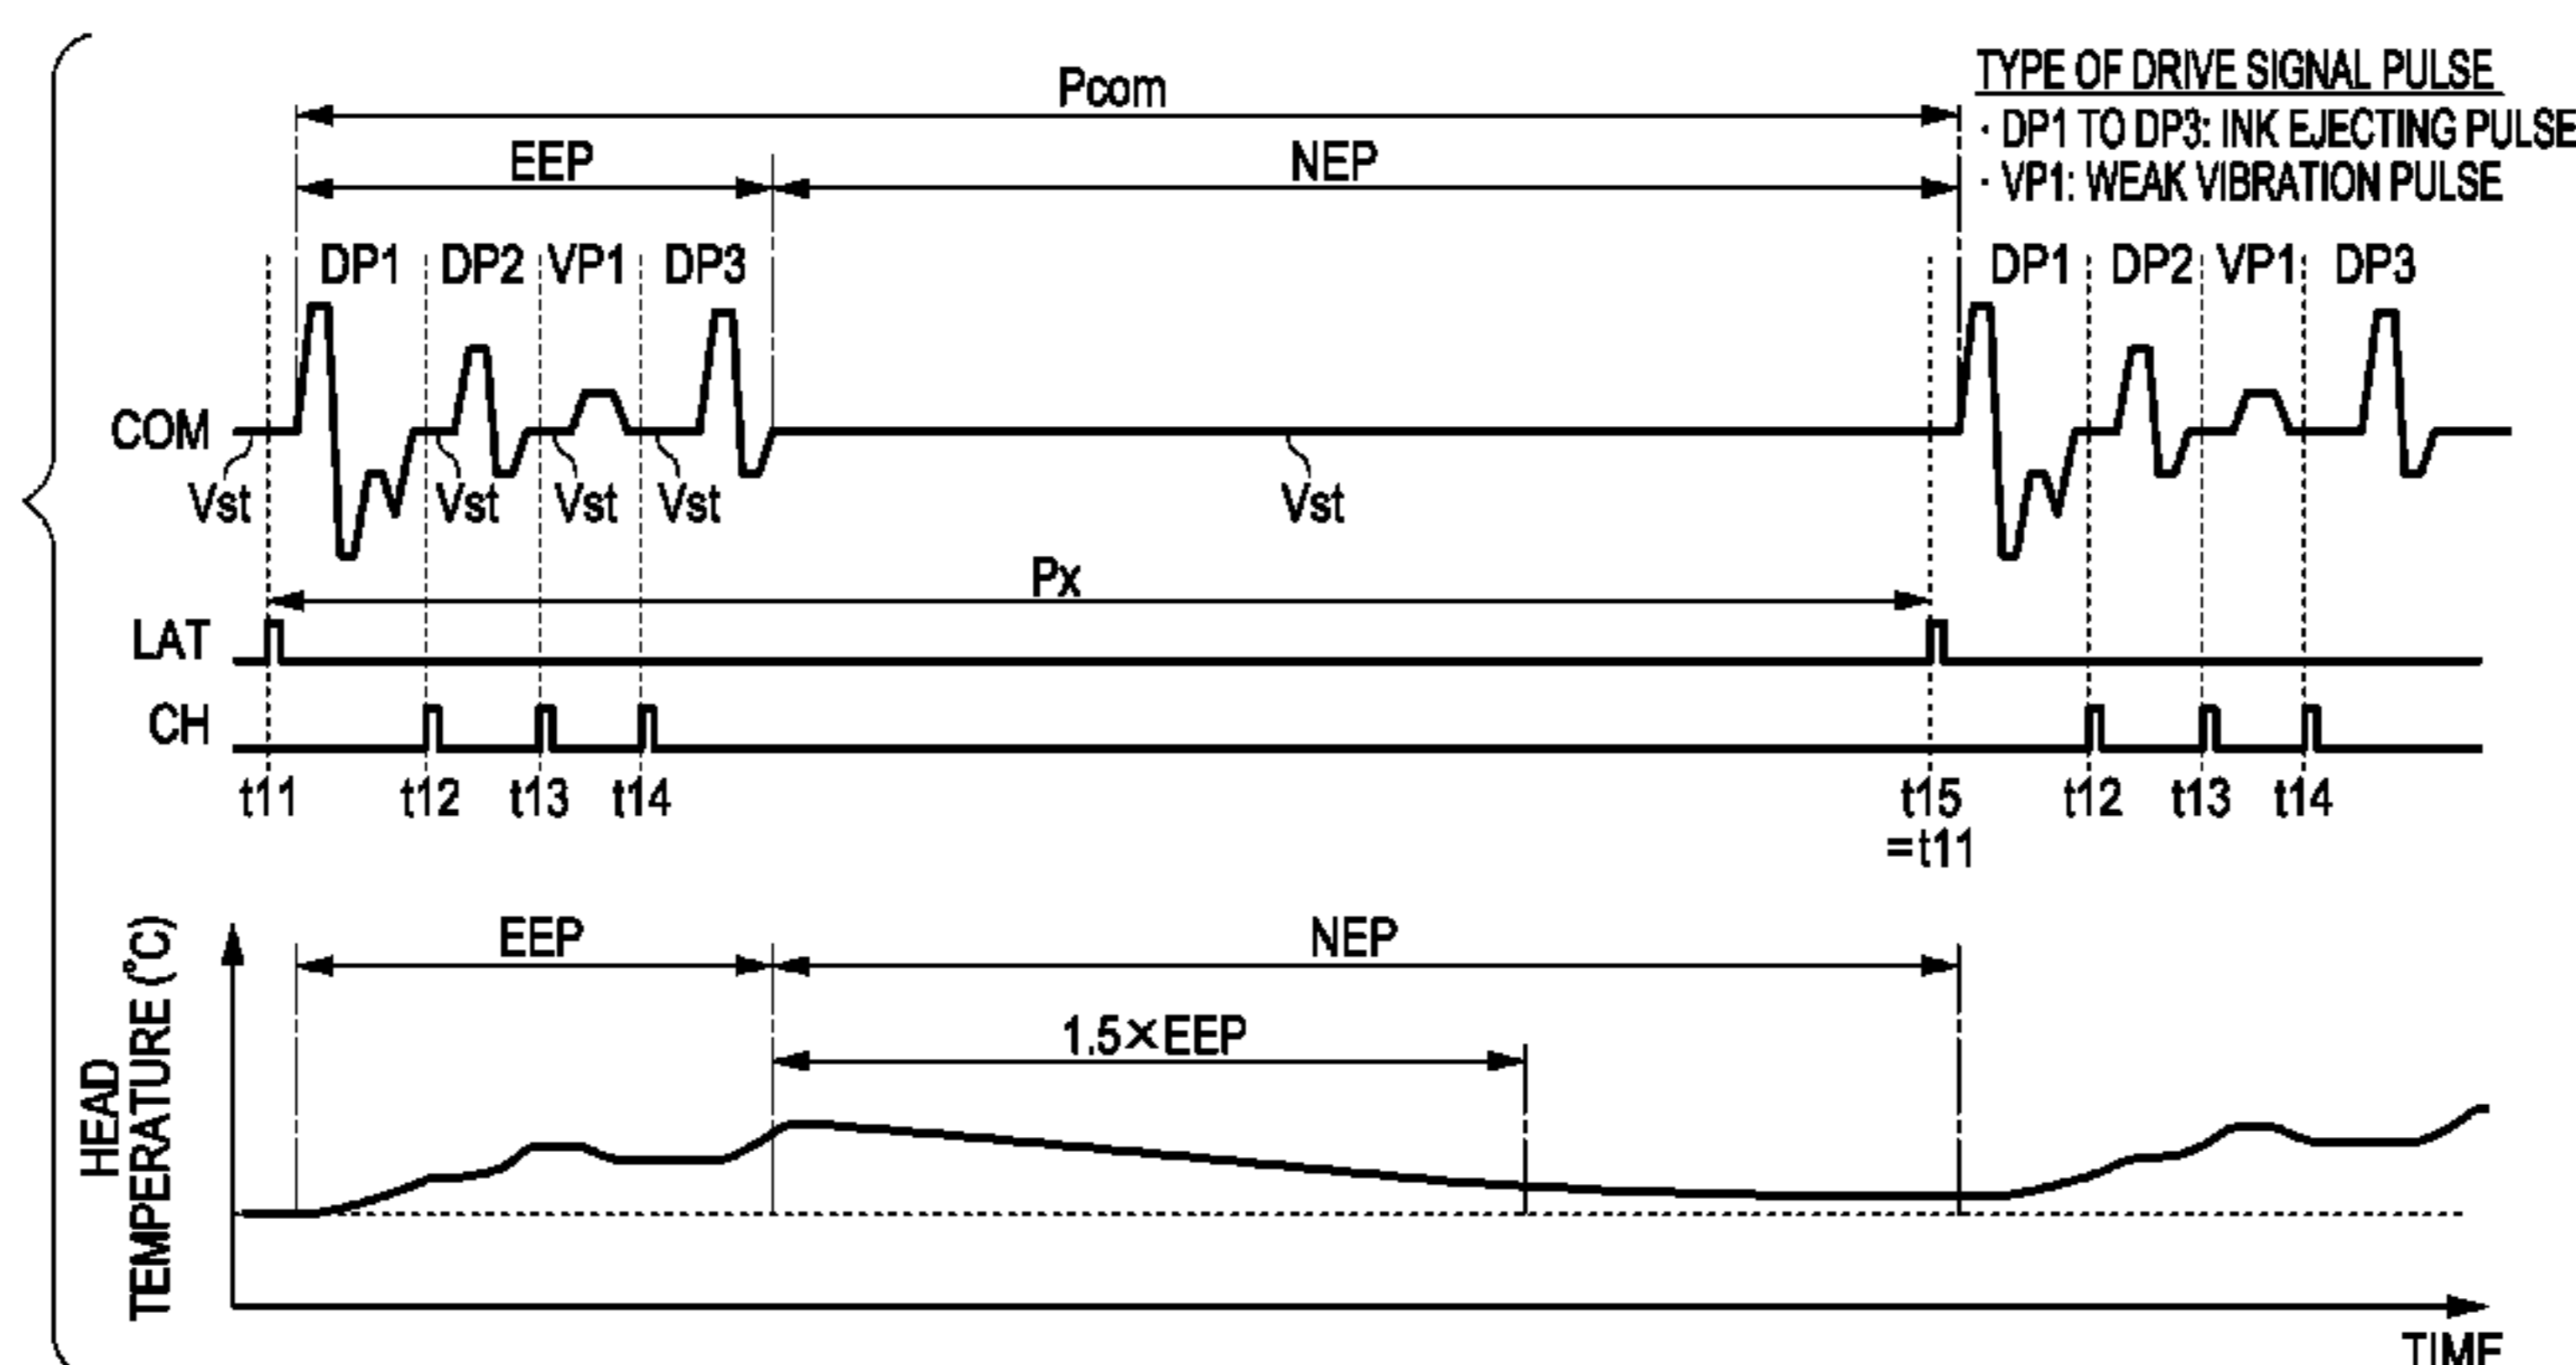 Pcom
TYPE OF DRIVE SIGNAL PULSE
· DP1 TO DP3: INK EJECTING PULSE
· VP1: WEAK VIBRATION PULSE
EEP NEP
DP1 DP2 VP1 DP3 DP1 DP2 VP1 DP3
COM
Vst Vst Vst Vst Vst
Px
LAT
CH
t11 t12 t13 t14 t15 t12 t13 t14
=t11
EEP NEP
1.5×EEP
HEAD
TEMPERATURE (°C)
TIME